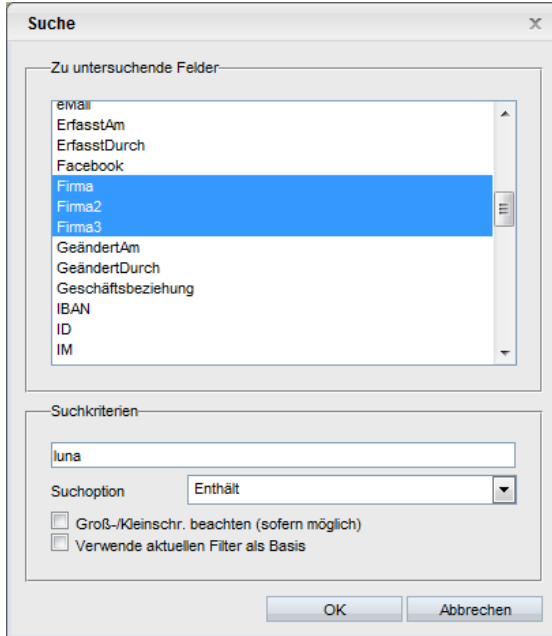 Suche
Zu untersuchende Felder
eMail
ErfasstAm
ErfasstDurch
Facebook
Firma
Firma2
Firma3
GeändertAm
GeändertDurch
Geschäftsbeziehung
IBAN
ID
IM
Suchkriterien
luna
Suchoption Enthält
Groß-/Kleinschr. beachten (sofern möglich)
Verwende aktuellen Filter als Basis
OK Abbrechen